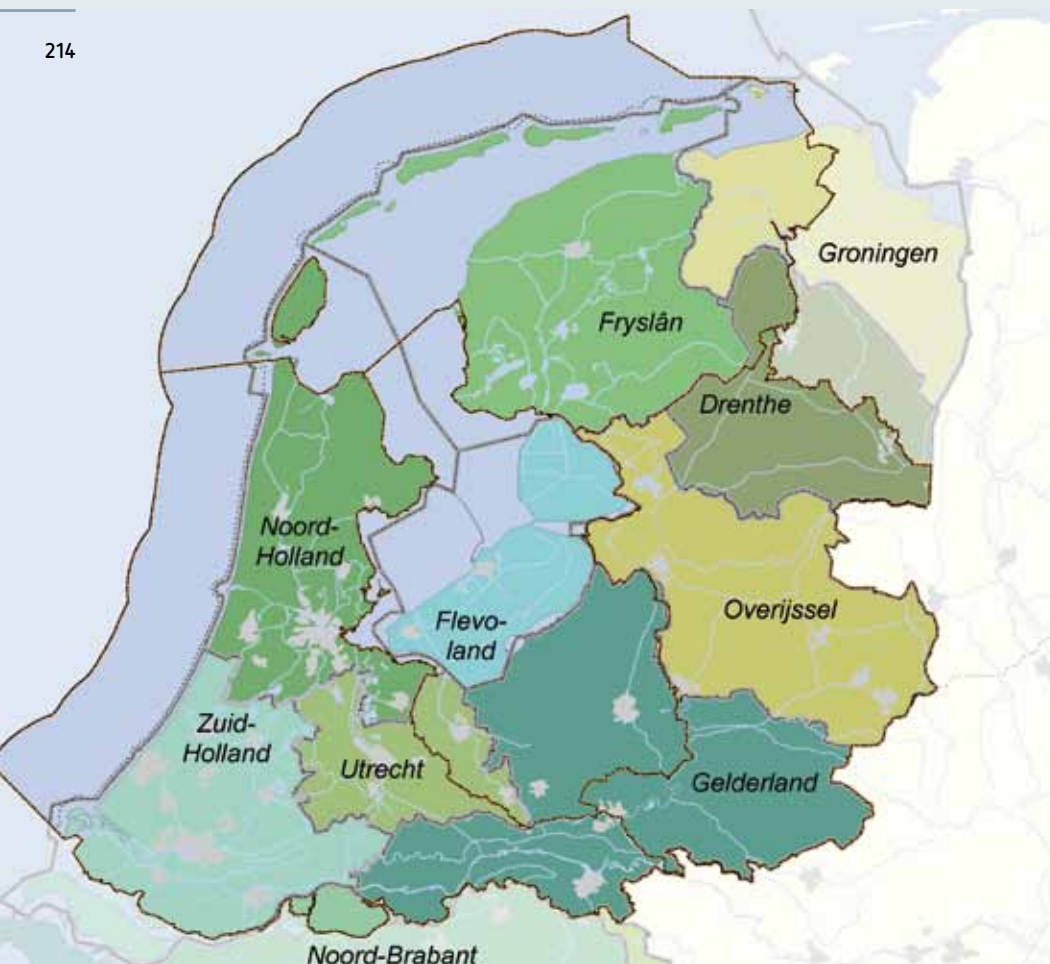 214
Groningen
Fryslân
Drenthe
Noord-
Holland
Overijssel
Flevo-
land
Zuid-
Holland
Utrecht
Gelderland
Noord-Brabant